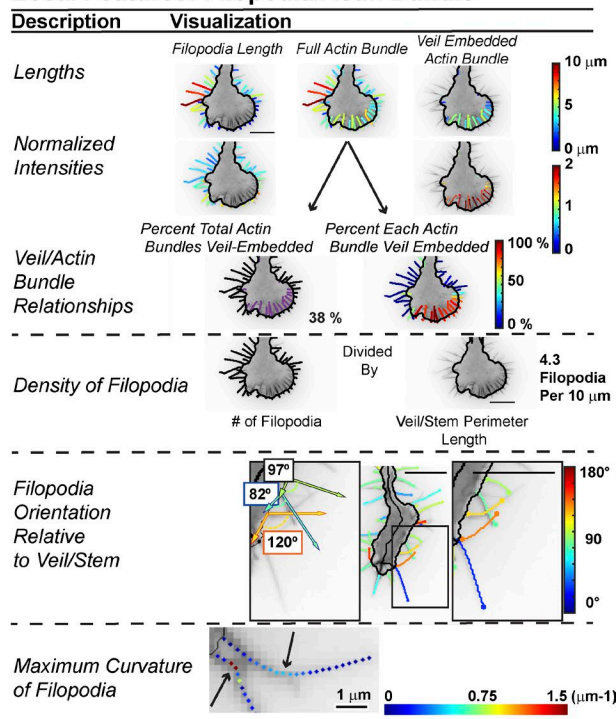 Description Visualization
Filopodia Length Full Actin Bundle Veil Embedded
Actin Bundle
Lengths
10 μm
5
0 μm
Normalized
Intensities
2
1
0
Percent Total Actin Percent Each Actin
Bundles Veil-Embedded Bundle Veil Embedded
100 %
50
0 %
Veil/Actin
Bundle
Relationships
38 %
Divided
By
4.3
Filopodia
Per 10 μm
Density of Filopodia
# of Filopodia Veil/Stem Perimeter
Length
97º
82º
120º
180°
90
0°
Filopodia
Orientation
Relative
to Veil/Stem
Maximum Curvature
of Filopodia
1 μm
0 0.75 1.5 (μm-1)